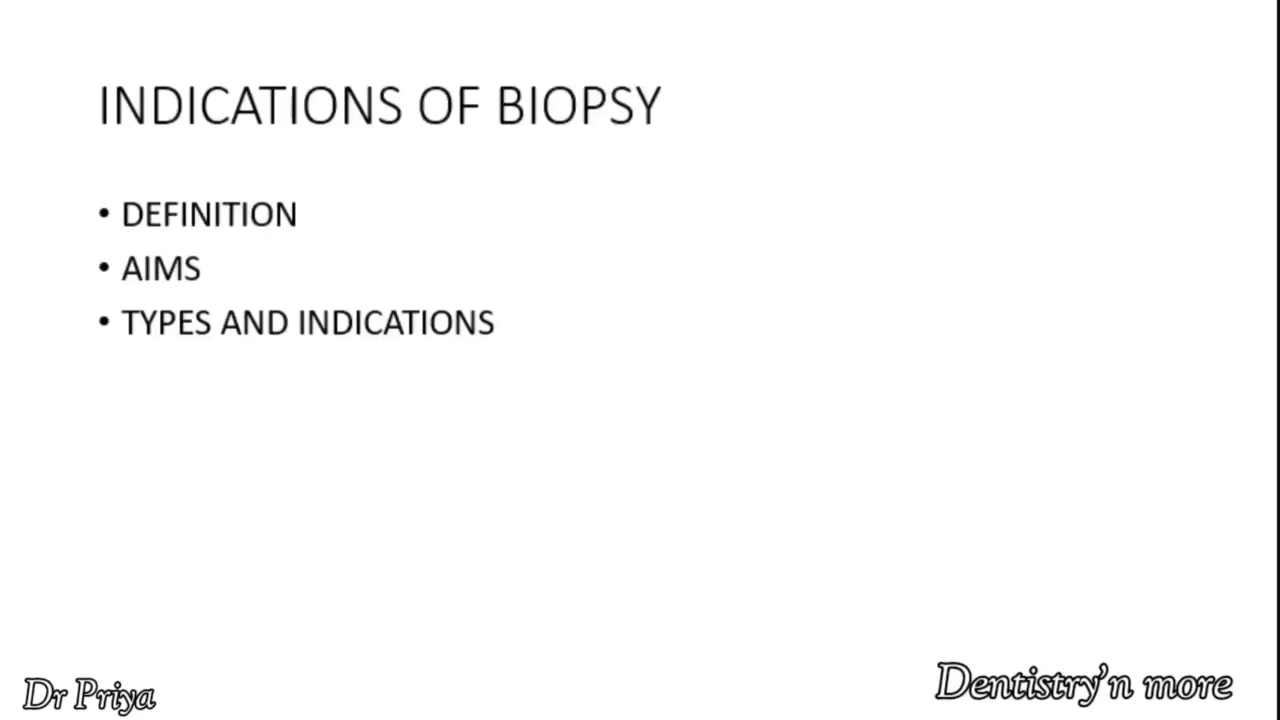 INDICATIONS OF BIOPSY
• DEFINITION
• AIMS
• TYPES AND INDICATIONS
Dr Priya
Dentistry'n more